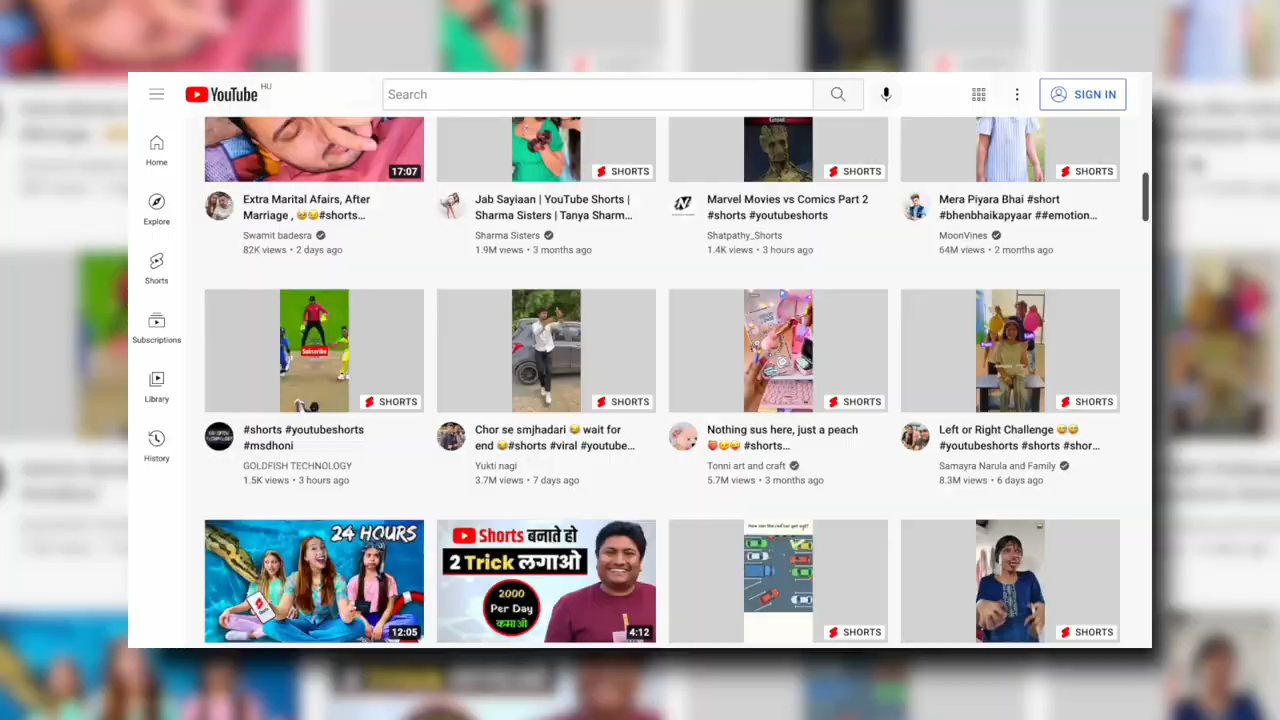 YouTube HU
Search
SIGN IN
Home
Explore
Shorts
Subscriptions
Library
History
17:07
SHORTS
SHORTS
SHORTS
Extra Marital Afairs, After
Marriage , 🥹😉#shorts...
Swamit badesra
82K views • 2 days ago
Jab Sayiaan | YouTube Shorts |
Sharma Sisters | Tanya Sharm...
Sharma Sisters
1.9M views • 3 months ago
Marvel Movies vs Comics Part 2
#shorts #youtubeshorts
Shatpathy_Shorts
1.4K views • 3 hours ago
Mera Piyara Bhai #short
#bhenbhaikapyaar ##emotion...
MoonVines
64M views • 2 months ago
Subscribe
SHORTS
SHORTS
SHORTS
SHORTS
#shorts #youtubeshorts
#msdhoni
GOLDFISH TECHNOLOGY
1.5K views • 3 hours ago
Chor se smjhadari 😂 wait for
end 😂#shorts #viral #youtube...
Yukti nagi
3.7M views • 7 days ago
Nothing sus here, just a peach
🍑😉😛 #shorts...
Tonni art and craft
5.7M views • 3 months ago
Left or Right Challenge 😅😅
#youtubeshorts #shorts #shor...
Samayra Narula and Family
8.3M views • 6 days ago
24 HOURS
12:05
Shorts बनाते हो
2 Trick लगाओ
2000
Per Day
कमाओ
4:12
How can the red car get out?
SHORTS
SHORTS